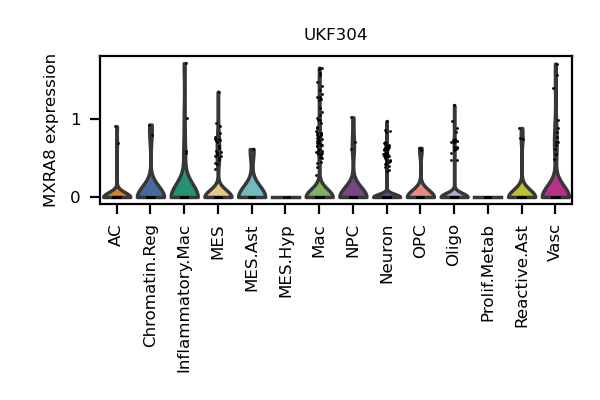 UKF304
MXRA8 expression
1
0
AC
Chromatin.Reg
Inflammatory.Mac
MES
MES.Ast
MES.Hyp
Mac
NPC
Neuron
OPC
Oligo
Prolif.Metab
Reactive.Ast
Vasc